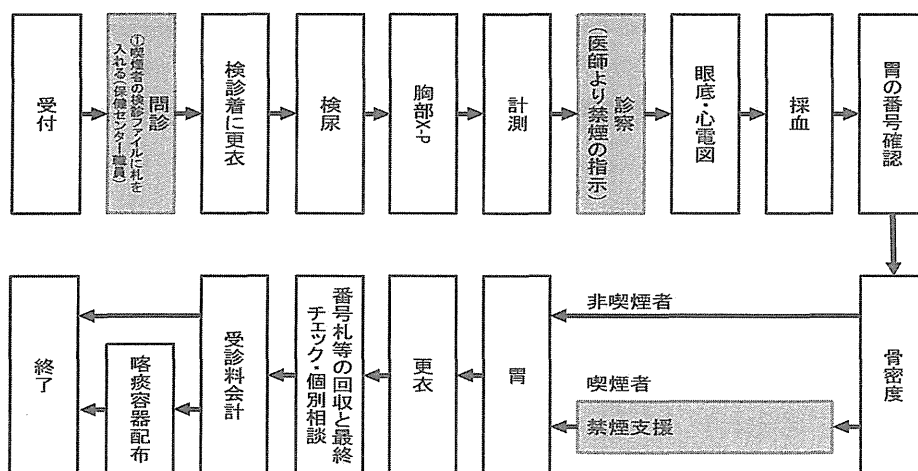 受付
問診
①喫煙者の検診ファイルに札を
入れる(保健センター職員)
検診着に更衣
検尿
胸部X-P
計測
診察
(医師より禁煙の指示)
眼底・心電図
採血
胃の番号確認
骨密度
非喫煙者
喫煙者
禁煙支援
胃
更衣
番号札等の回収と最終
チェック・個別相談
受診料会計
喀痰容器配布
終了